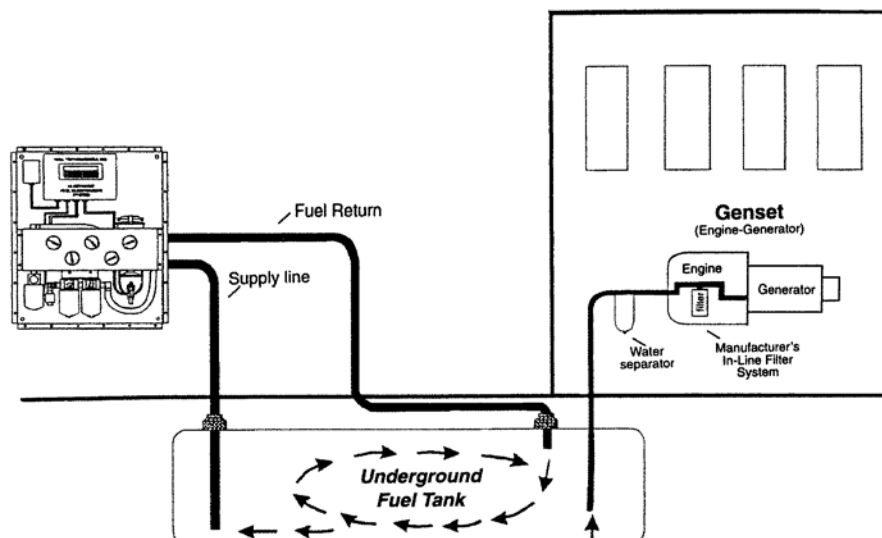 Fuel Return
Supply line
Genset
(Engine-Generator)
Engine
filter
Generator
Water
separator
Manufacturer's
In-Line Filter
System
Underground
Fuel Tank